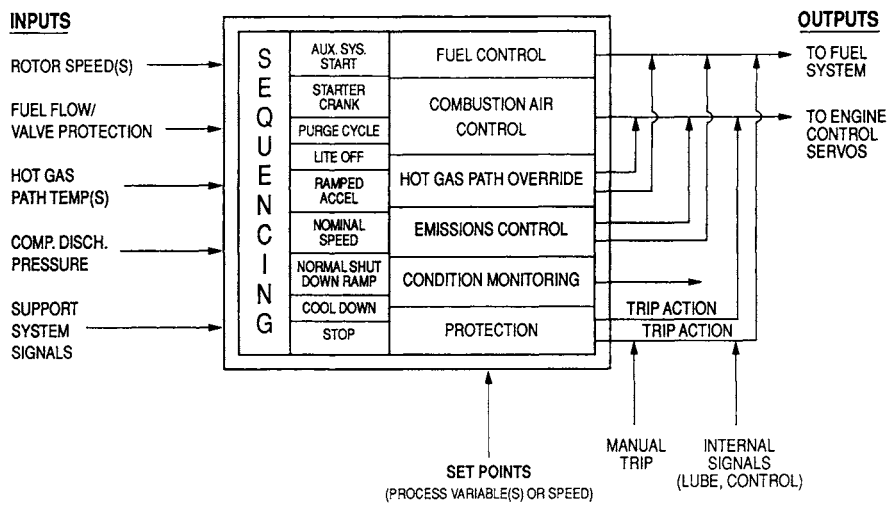 INPUTS
OUTPUTS
ROTOR SPEED(S)
FUEL FLOW/
VALVE PROTECTION
HOT GAS
PATH TEMP(S)
COMP. DISCH.
PRESSURE
SUPPORT
SYSTEM
SIGNALS
SEQUENCING
AUX. SYS.
START
STARTER
CRANK
PURGE CYCLE
LITE OFF
RAMPED
ACCEL
NOMINAL
SPEED
NORMAL SHUT
DOWN RAMP
COOL DOWN
STOP
FUEL CONTROL
COMBUSTION AIR
CONTROL
HOT GAS PATH OVERRIDE
EMISSIONS CONTROL
CONDITION MONITORING
PROTECTION
TO FUEL
SYSTEM
TO ENGINE
CONTROL
SERVOS
TRIP ACTION
TRIP ACTION
MANUAL
TRIP
INTERNAL
SIGNALS
(LUBE, CONTROL)
SET POINTS
(PROCESS VARIABLE(S) OR SPEED)